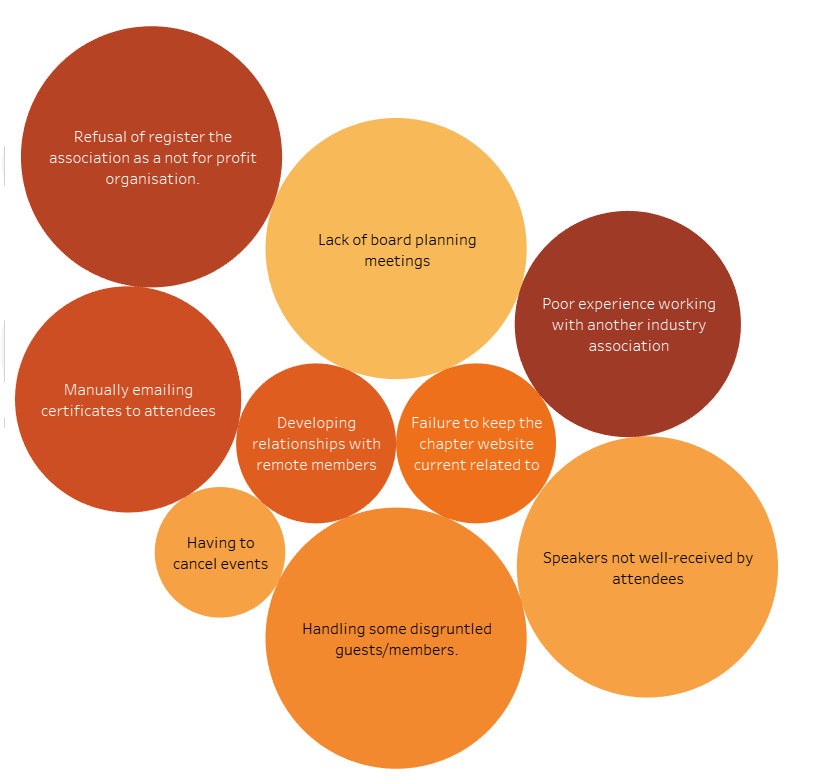 Refusal of register the
association as a not for profit
organisation.
Lack of board planning
meetings
Poor experience working
with another industry
association
Manually emailing
certificates to attendees
Developing
relationships with
remote members
Failure to keep the
chapter website
current related to
Having to
cancel events
Speakers not well-received by
attendees
Handling some disgruntled
guests/members.